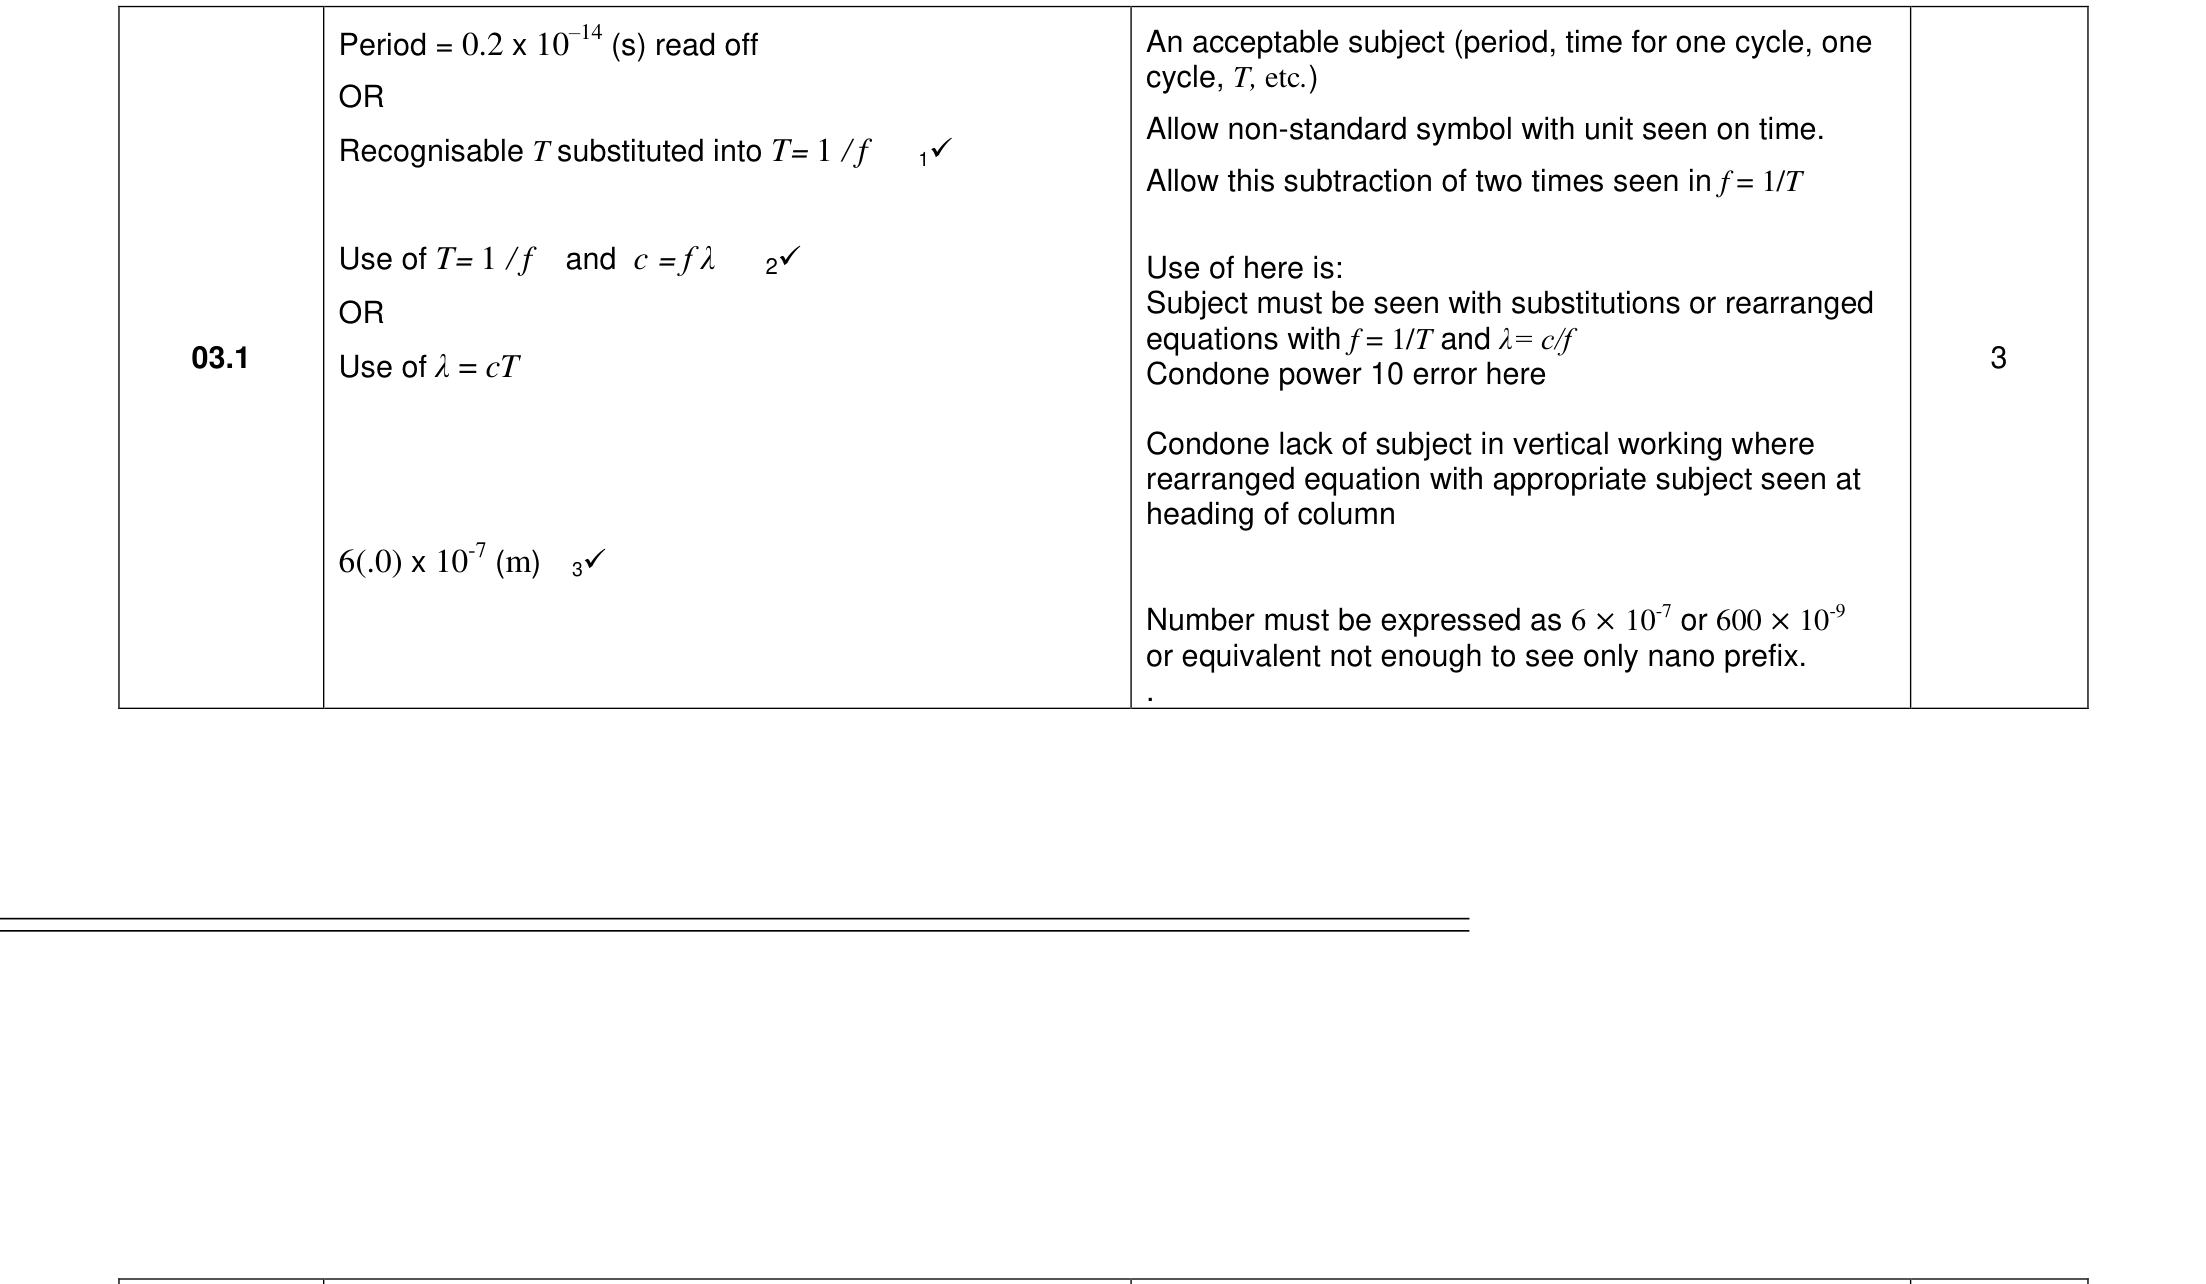 03.1
Period = 0.2 x 10⁻¹⁴ (s) read off
OR
Recognisable T substituted into T= 1 / f ₁✓
Use of T= 1 / f and c = f λ ₂✓
OR
Use of λ = cT
6(.0) x 10⁻⁷ (m) ₃✓
An acceptable subject (period, time for one cycle, one
cycle, T, etc.)
Allow non-standard symbol with unit seen on time.
Allow this subtraction of two times seen in f = 1/T
Use of here is:
Subject must be seen with substitutions or rearranged
equations with f = 1/T and λ= c/f
Condone power 10 error here
Condone lack of subject in vertical working where
rearranged equation with appropriate subject seen at
heading of column
Number must be expressed as 6 × 10⁻⁷ or 600 × 10⁻⁹
or equivalent not enough to see only nano prefix.
.
3